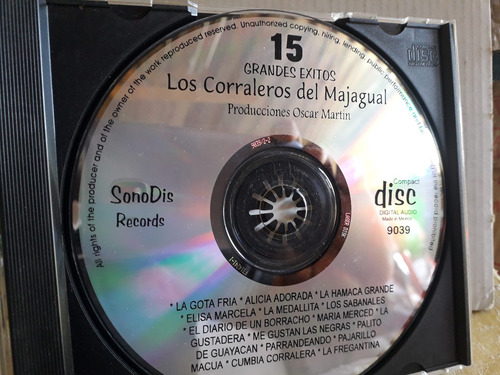 All rights of the producer and of the owner of the work reproduced reserved. Unauthorized copying, hiring, lending, public performance
15
GRANDES EXITOS
Los Corraleros del Majagual
Producciones Oscar Martin
SonoDis
Records
Compact
disc
DIGITAL AUDIO
Made in Mexico
9039
* LA GOTA FRIA * ALICIA ADORADA * LA HAMACA GRANDE
* ELISA MARCELA * LA MEDALLITA * LOS SABANALES
* EL DIARIO DE UN BORRACHO * MARIA MERCED * LA
GUSTADERA * ME GUSTAN LAS NEGRAS * PALITO
DE GUAYACAN * PARRANDEANDO * PAJARILLO
MACUA * CUMBIA CORRALERA * LA FREGANTINA